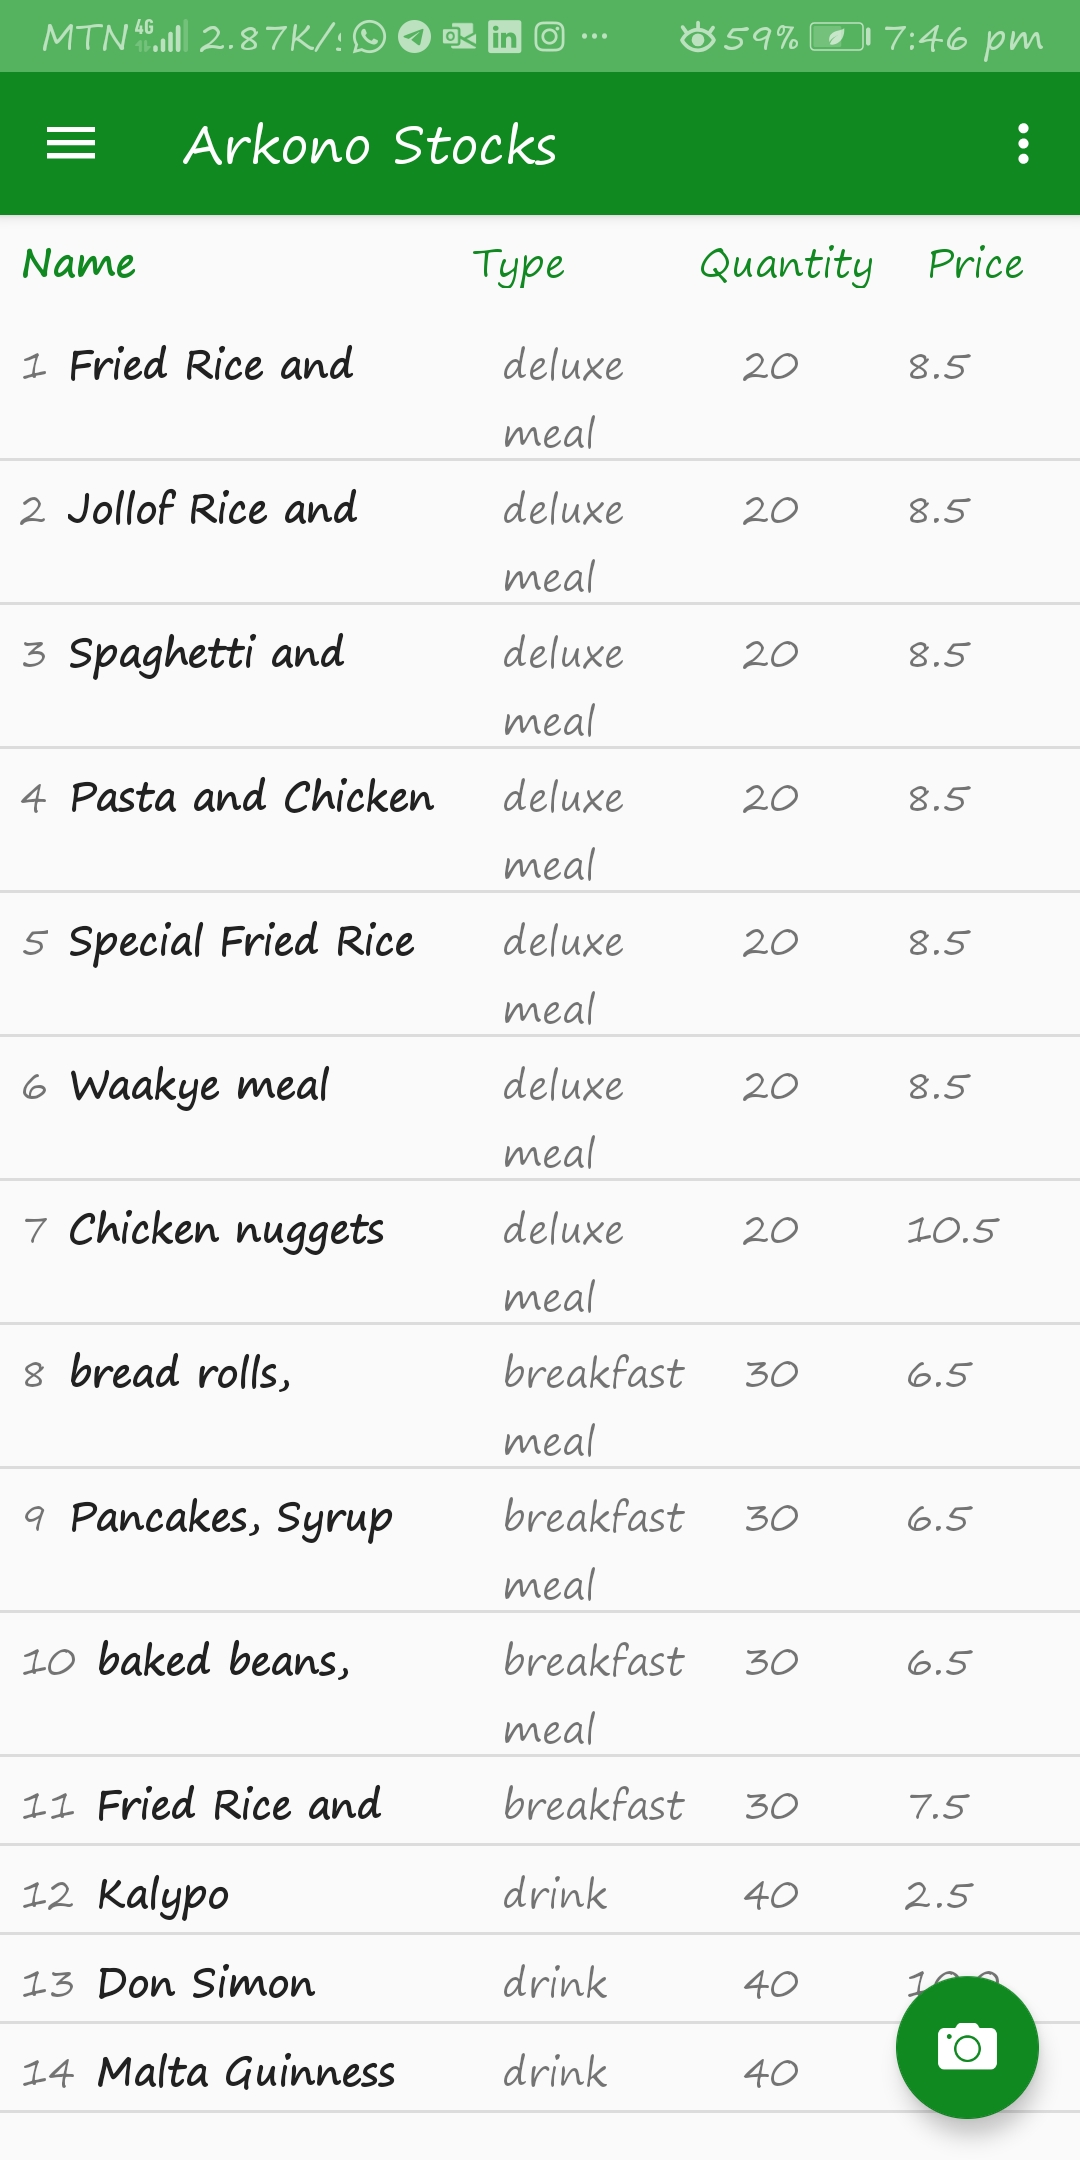 MTN 4G 2.87K/s 59% 7:46 pm
Arkono Stocks
Name Type Quantity Price
1 Fried Rice and deluxe 20 8.5
meal
2 Jollof Rice and deluxe 20 8.5
meal
3 Spaghetti and deluxe 20 8.5
meal
4 Pasta and Chicken deluxe 20 8.5
meal
5 Special Fried Rice deluxe 20 8.5
meal
6 Waakye meal deluxe 20 8.5
meal
7 Chicken nuggets deluxe 20 10.5
meal
8 bread rolls, breakfast 30 6.5
meal
9 Pancakes, Syrup breakfast 30 6.5
meal
10 baked beans, breakfast 30 6.5
meal
11 Fried Rice and breakfast 30 7.5
12 Kalypo drink 40 2.5
13 Don Simon drink 40
14 Malta Guinness drink 40